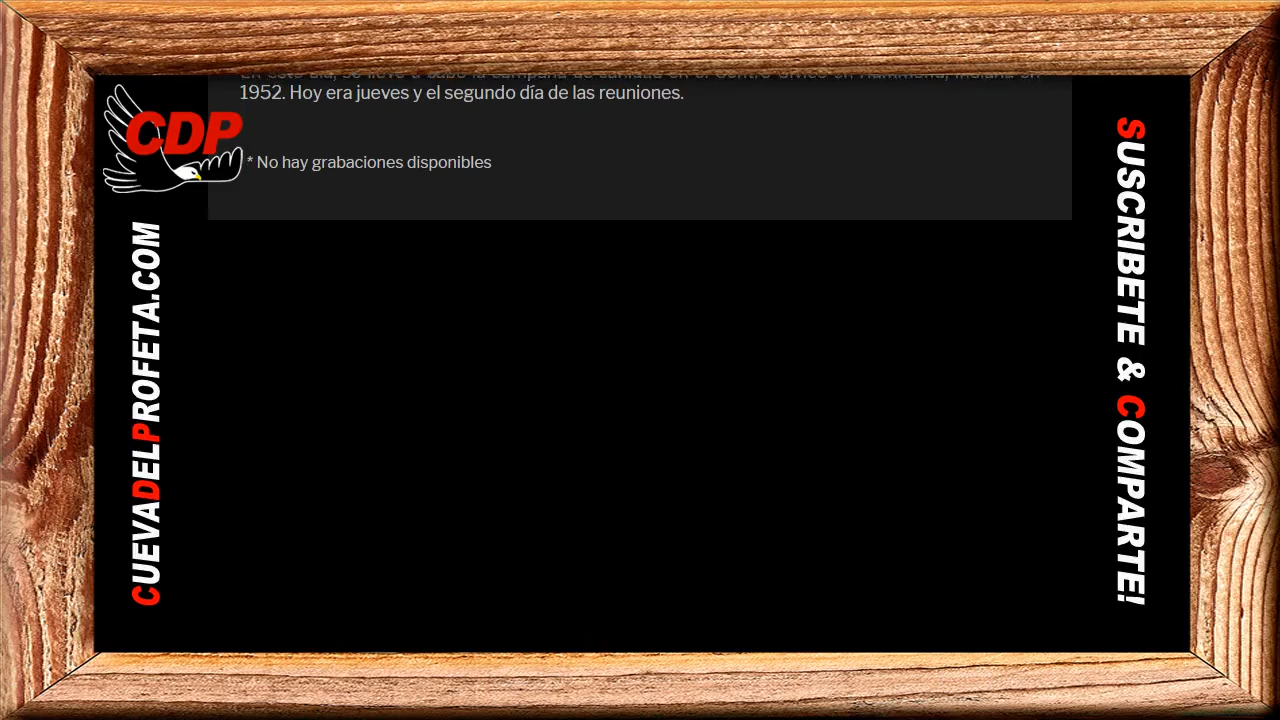 1952. Hoy era jueves y el segundo día de las reuniones.
CDP
* No hay grabaciones disponibles
CUEVADELPROFETA.COM
SUSCRIBETE & COMPARTE!